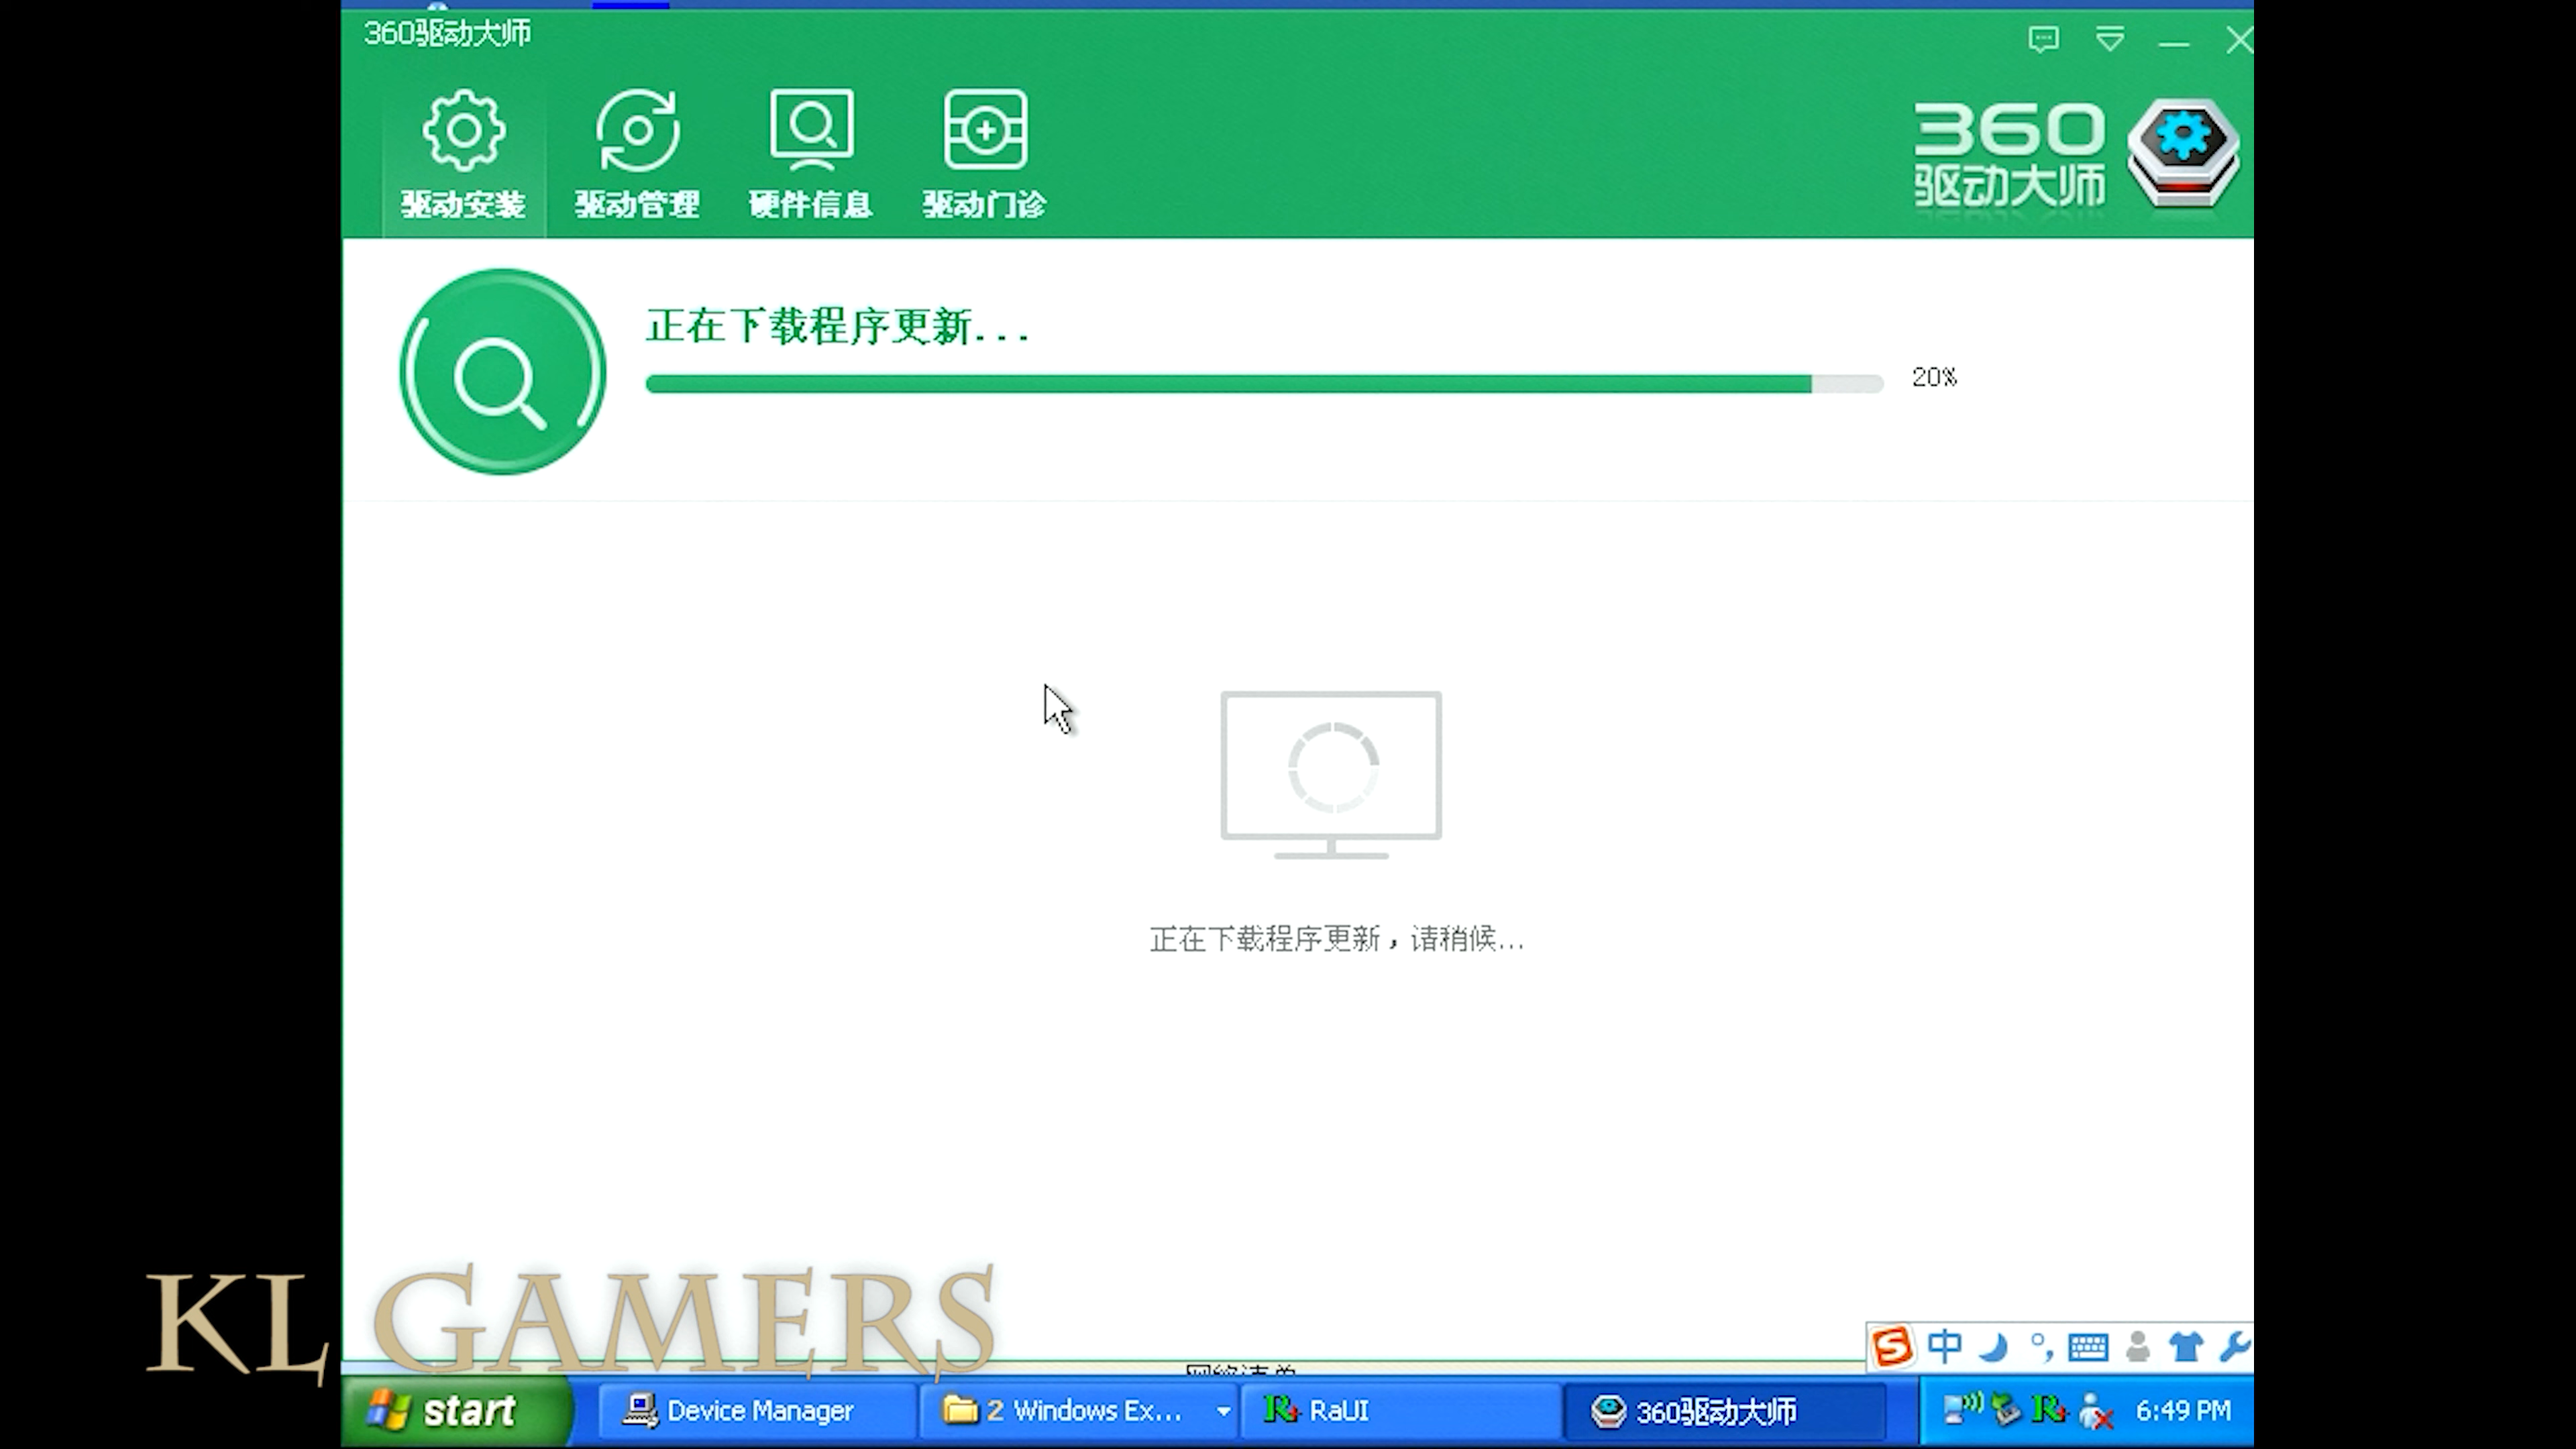 360驱动大师
驱动安装
驱动管理
硬件信息
驱动门诊
360
驱动大师
正在下载程序更新...
20%
正在下载程序更新，请稍候...
KL GAMERS
中
start
Device Manager
2 Windows Ex...
RaUI
360驱动大师
6:49 PM